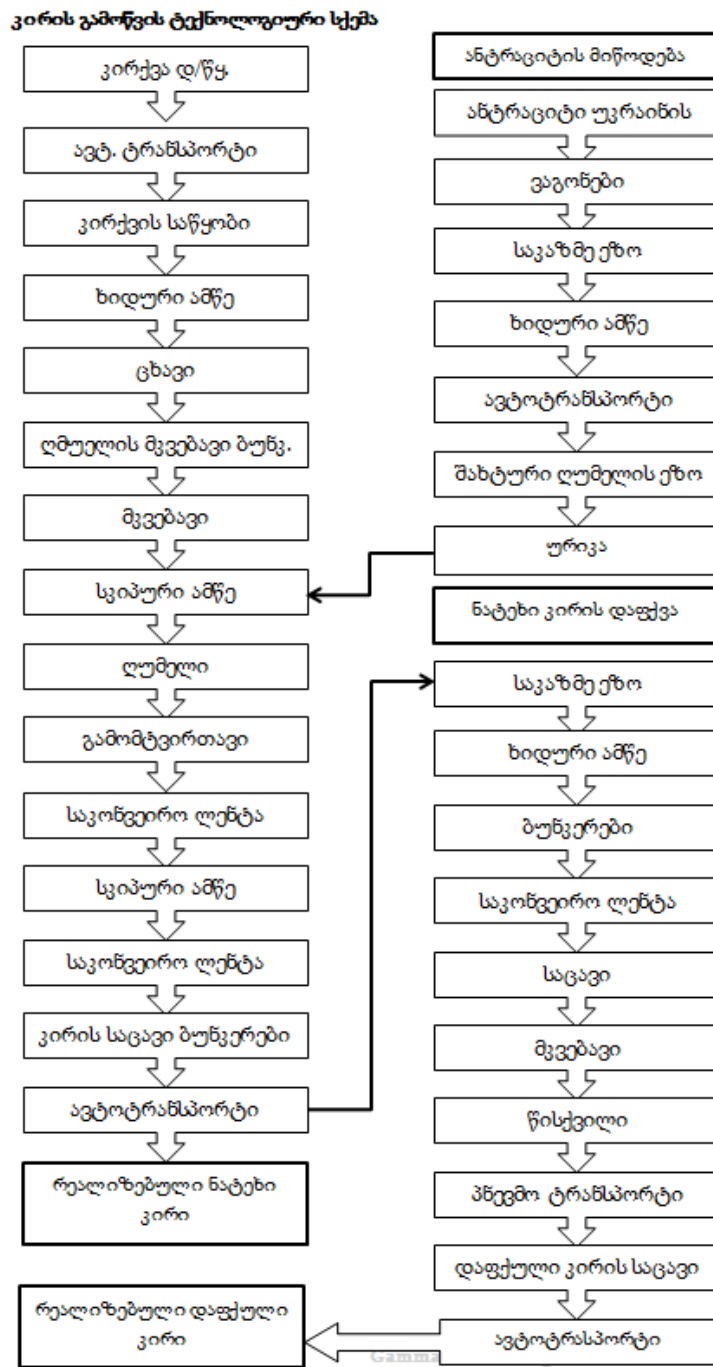 კირის გამოწვის ტექნოლოგიური სქემა
კირქვა დ/წყ.
ავტ. ტრანსპორტი
კირქვის საწყობი
ხიდური ამწე
ცხავი
ღმუელის მკვებავი ბუნკ.
მკვებავი
სკიპური ამწე
ღუმელი
გამომტვირთავი
საკონვეირო ლენტა
სკიპური ამწე
საკონვეირო ლენტა
კირის საცავი ბუნკერები
ავტოტრანსპორტი
რეალიზებული ნატეხი
კირი
ანტრაციტის მიწოდება
ანტრაციტი უკრაინის
ვაგონები
საკაზმე ეზო
ხიდური ამწე
ავტოტრანსპორტი
შახტური ღუმელის ეზო
ურიკა
ნატეხი კირის დაფქვა
საკაზმე ეზო
ხიდური ამწე
ბუნკერები
საკონვეირო ლენტა
საცავი
მკვებავი
წისქვილი
პნევმო ტრანსპორტი
დაფქული კირის საცავი
ავტოტრასპორტი
რეალიზებული დაფქული
კირი
Gamma